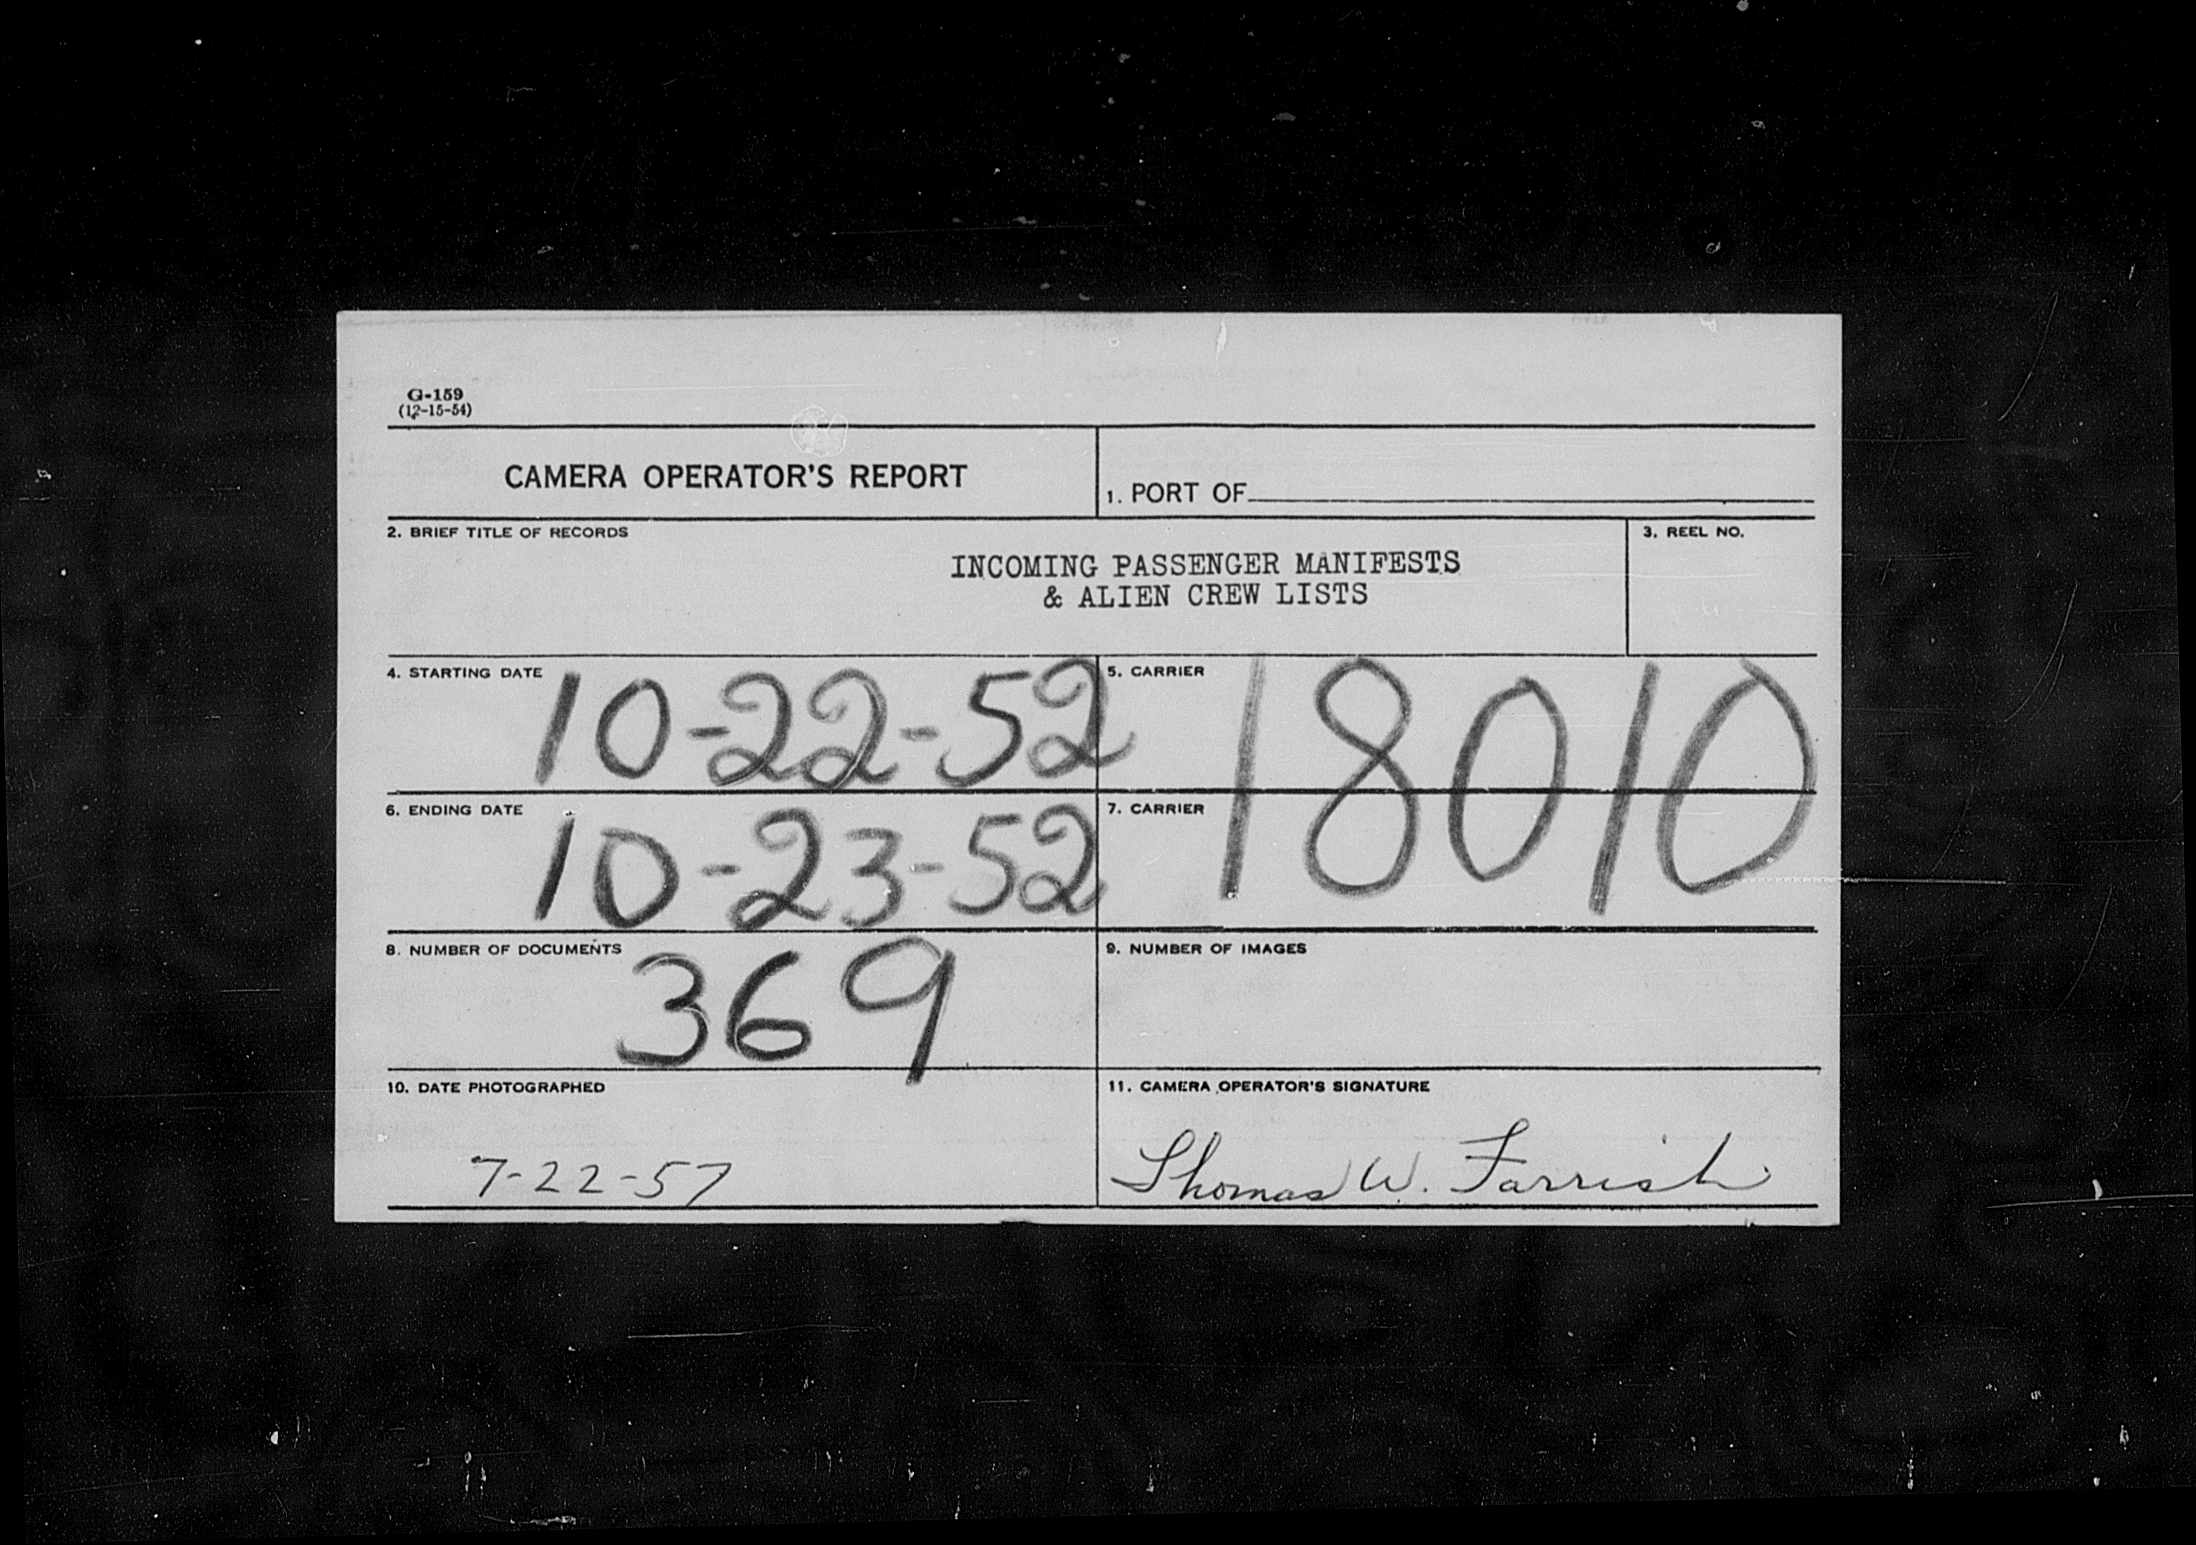 G-159
(12-15-54)
CAMERA OPERATOR'S REPORT
1. PORT OF
2. BRIEF TITLE OF RECORDS
INCOMING PASSENGER MANIFESTS
& ALIEN CREW LISTS
3. REEL NO.
4. STARTING DATE
10-22-52
5. CARRIER
18010
6. ENDING DATE
10-23-52
7. CARRIER
8. NUMBER OF DOCUMENTS
369
9. NUMBER OF IMAGES
10. DATE PHOTOGRAPHED
7-22-57
11. CAMERA OPERATOR'S SIGNATURE
Thomas W. Farrish